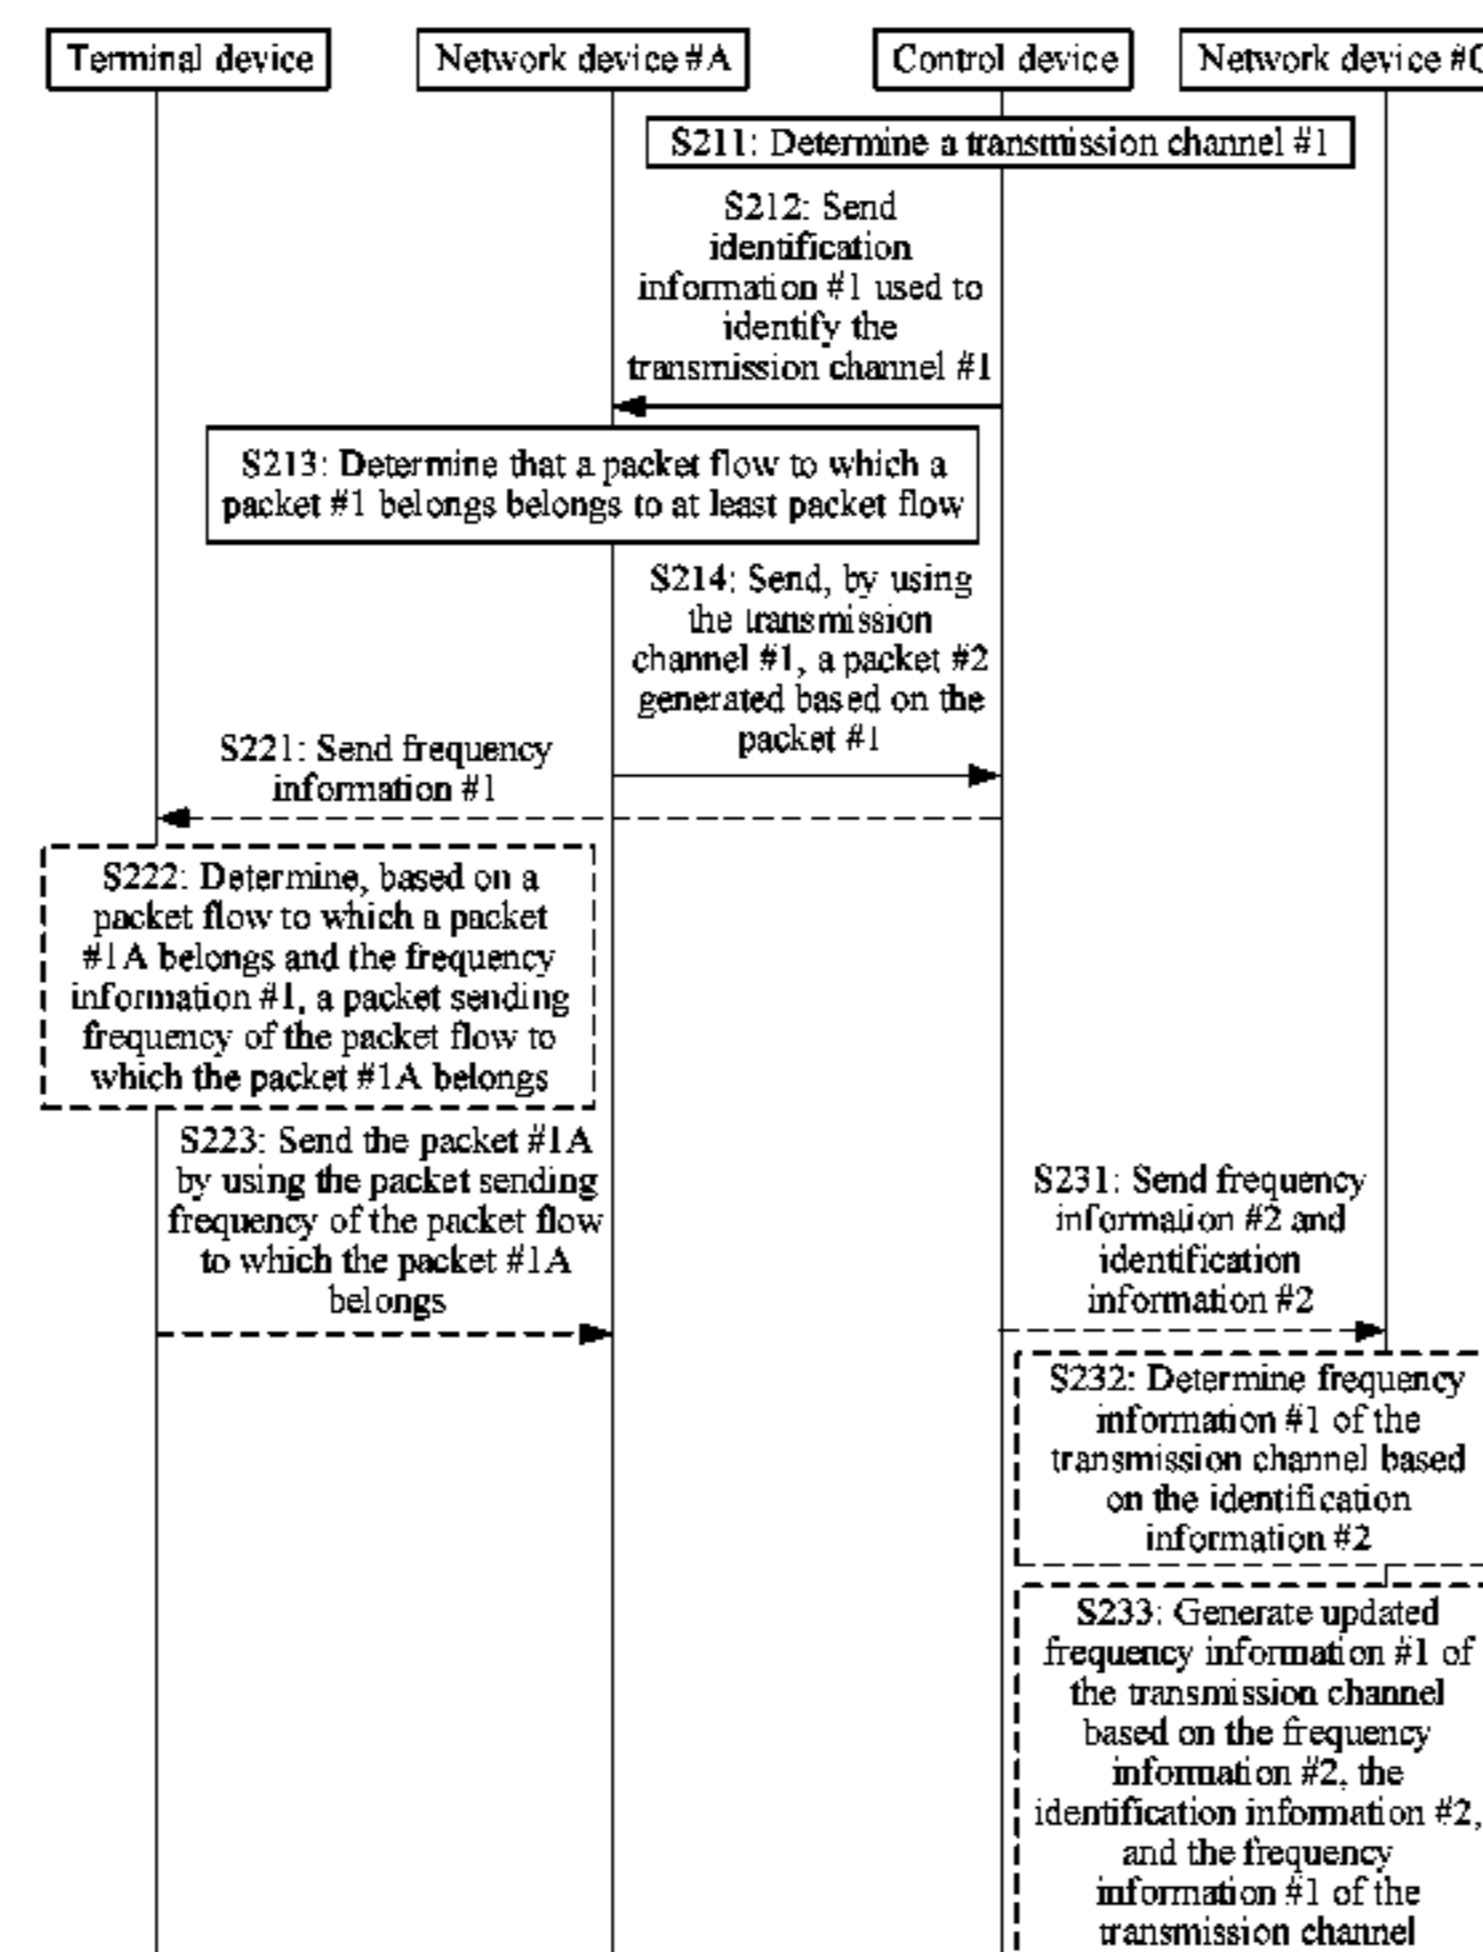 Terminal device
Network device #A
Control device
Network device #C
S211: Determine a transmission channel #1
S212: Send
identification
information #1 used to
identify the
transmission channel #1
S213: Determine that a packet flow to which a
packet #1 belongs belongs to at least packet flow
S214: Send, by using
the transmission
channel #1, a packet #2
generated based on the
packet #1
S221: Send frequency
information #1
S222: Determine, based on a
packet flow to which a packet
#1A belongs and the frequency
information #1, a packet sending
frequency of the packet flow to
which the packet #1A belongs
S223: Send the packet #1A
by using the packet sending
frequency of the packet flow
to which the packet #1A
belongs
S231: Send frequency
information #2 and
identification
information #2
S232: Determine frequency
information #1 of the
transmission channel based
on the identification
information #2
S233: Generate updated
frequency information #1 of
the transmission channel
based on the frequency
information #2, the
identification information #2,
and the frequency
information #1 of the
transmission channel